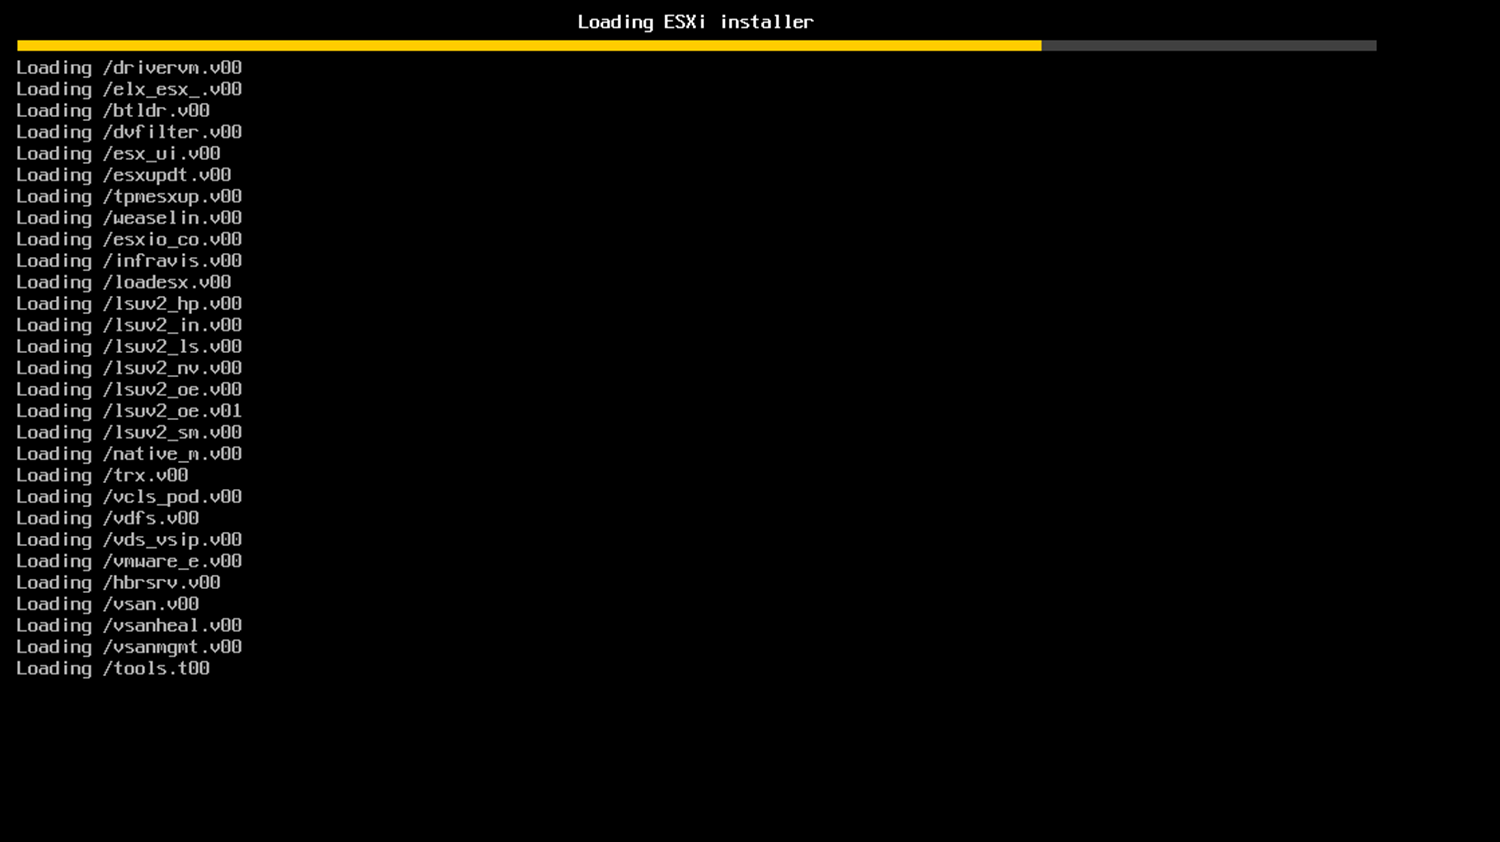 Loading ESXi installer
Loading /drivervm.v00
Loading /elx_esx_.v00
Loading /btldr.v00
Loading /dvfilter.v00
Loading /esx_ui.v00
Loading /esxupdt.v00
Loading /tpmesxup.v00
Loading /weaselin.v00
Loading /esxio_co.v00
Loading /infravis.v00
Loading /loadesx.v00
Loading /lsuv2_hp.v00
Loading /lsuv2_in.v00
Loading /lsuv2_ls.v00
Loading /lsuv2_nv.v00
Loading /lsuv2_oe.v00
Loading /lsuv2_oe.v01
Loading /lsuv2_sm.v00
Loading /native_m.v00
Loading /trx.v00
Loading /vcls_pod.v00
Loading /vdfs.v00
Loading /vds_vsip.v00
Loading /vmware_e.v00
Loading /hbrsrv.v00
Loading /vsan.v00
Loading /vsanheal.v00
Loading /vsanmgmt.v00
Loading /tools.t00